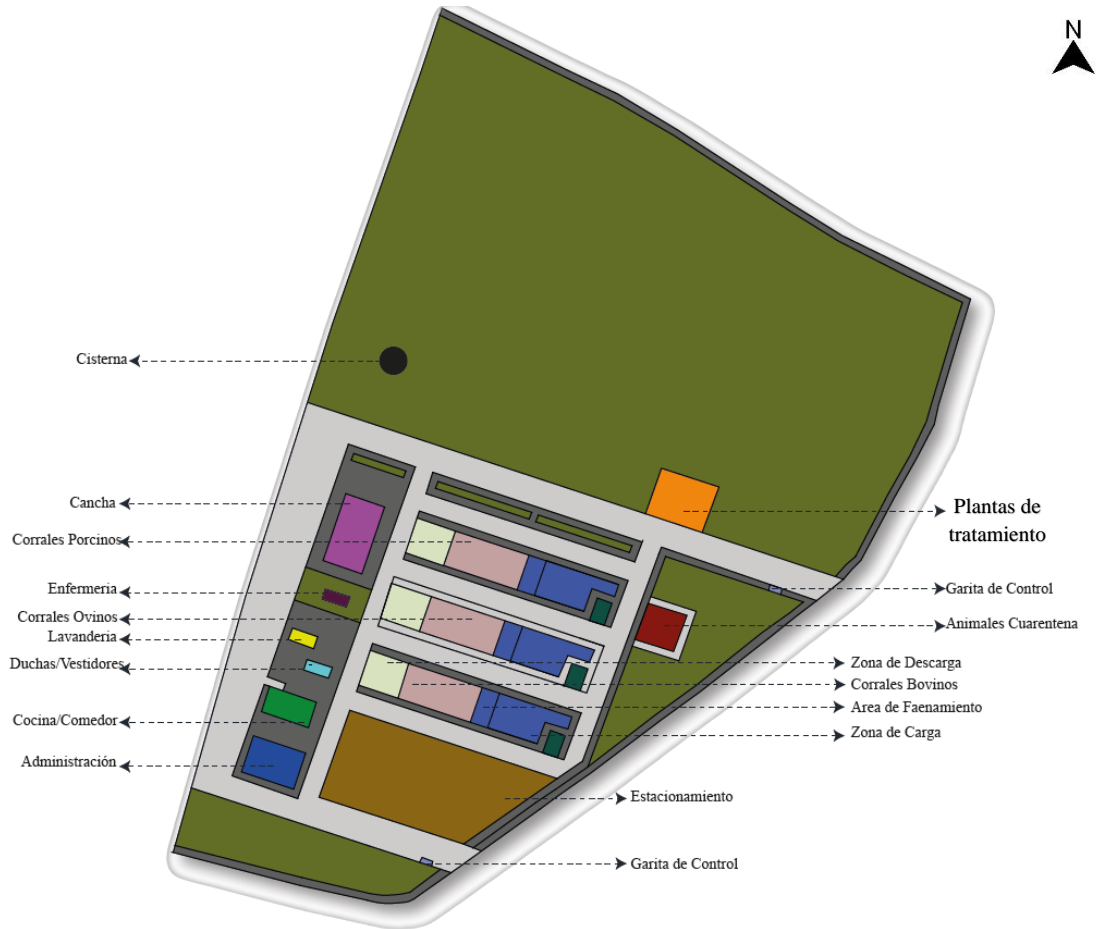 N
Cisterna
Cancha
Corrales Porcinos
Enfermeria
Corrales Ovinos
Lavanderia
Duchas/Vestidores
Cocina/Comedor
Administración
Plantas de
tratamiento
Garita de Control
Animales Cuarentena
Zona de Descarga
Corrales Bovinos
Area de Faenamiento
Zona de Carga
Estacionamiento
Garita de Control